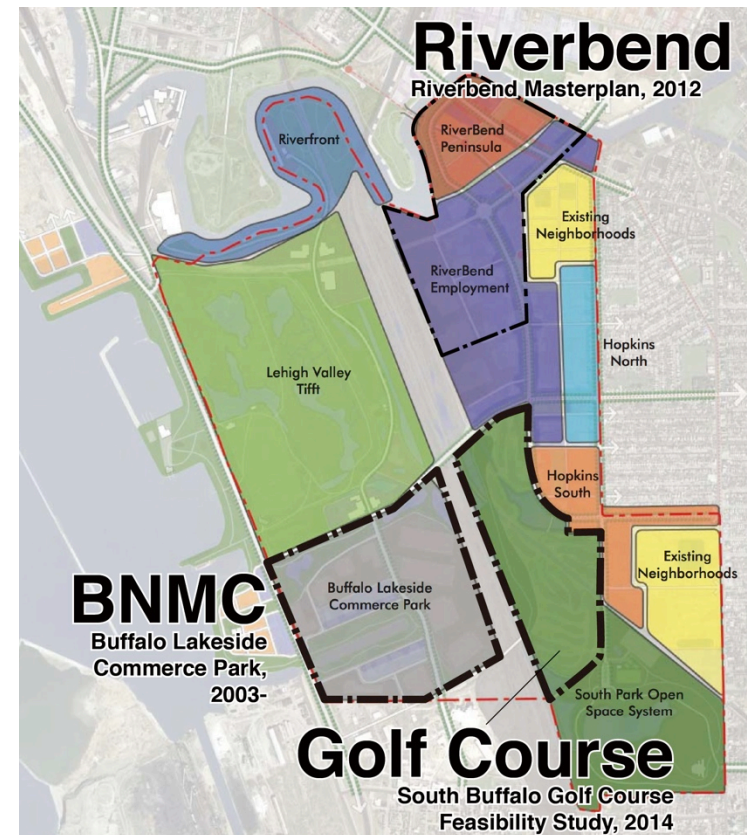 Riverbend
Riverbend Masterplan, 2012
RiverBend
Peninsula
Riverfront
Existing
Neighborhoods
RiverBend
Employment
Hopkins
North
Lehigh Valley
Tifft
Hopkins
South
Existing
Neighborhoods
BNMC
Buffalo Lakeside
Commerce Park,
2003-
Buffalo Lakeside
Commerce Park
South Park Open
Space System
Golf Course
South Buffalo Golf Course
Feasibility Study, 2014